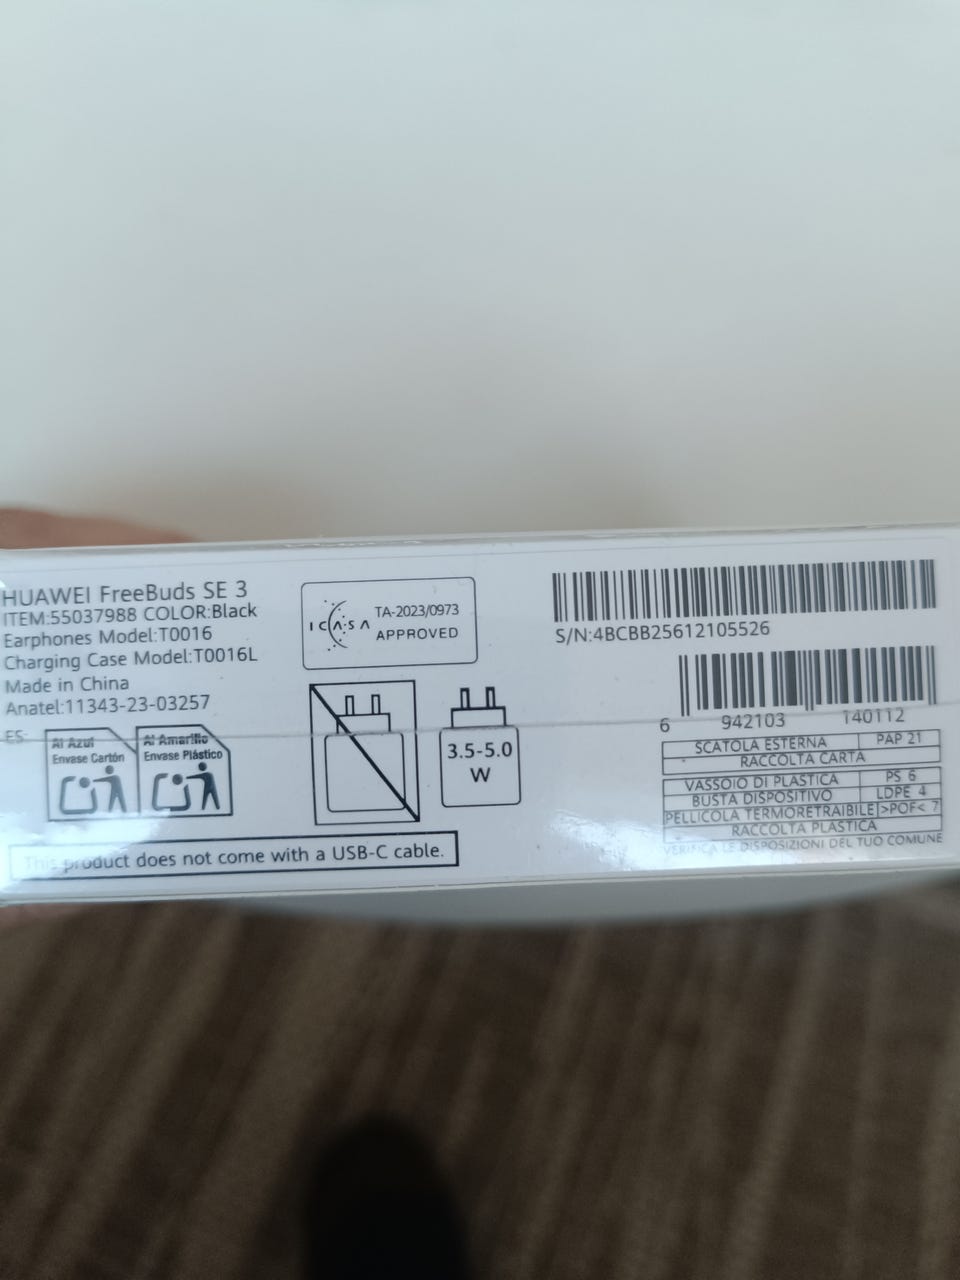 HUAWEI FreeBuds SE 3
ITEM:55037988 COLOR:Black
Earphones Model:T0016
Charging Case Model:T0016L
Made in China
Anatel:11343-23-03257
ICASA
TA-2023/0973
APPROVED
S/N:4BCBB25612105526
6 942103 140112
ES:
Al Azul
Envase Cartón
Al Amarillo
Envase Plástico
3.5-5.0
W
This product does not come with a USB-C cable.
SCATOLA ESTERNA PAP 21
RACCOLTA CARTA
VASSOIO DI PLASTICA PS 6
BUSTA DISPOSITIVO LDPE 4
PELLICOLA TERMORETRAIBILE >POF< 7
RACCOLTA PLASTICA
VERIFICA LE DISPOSIZIONI DEL TUO COMUNE